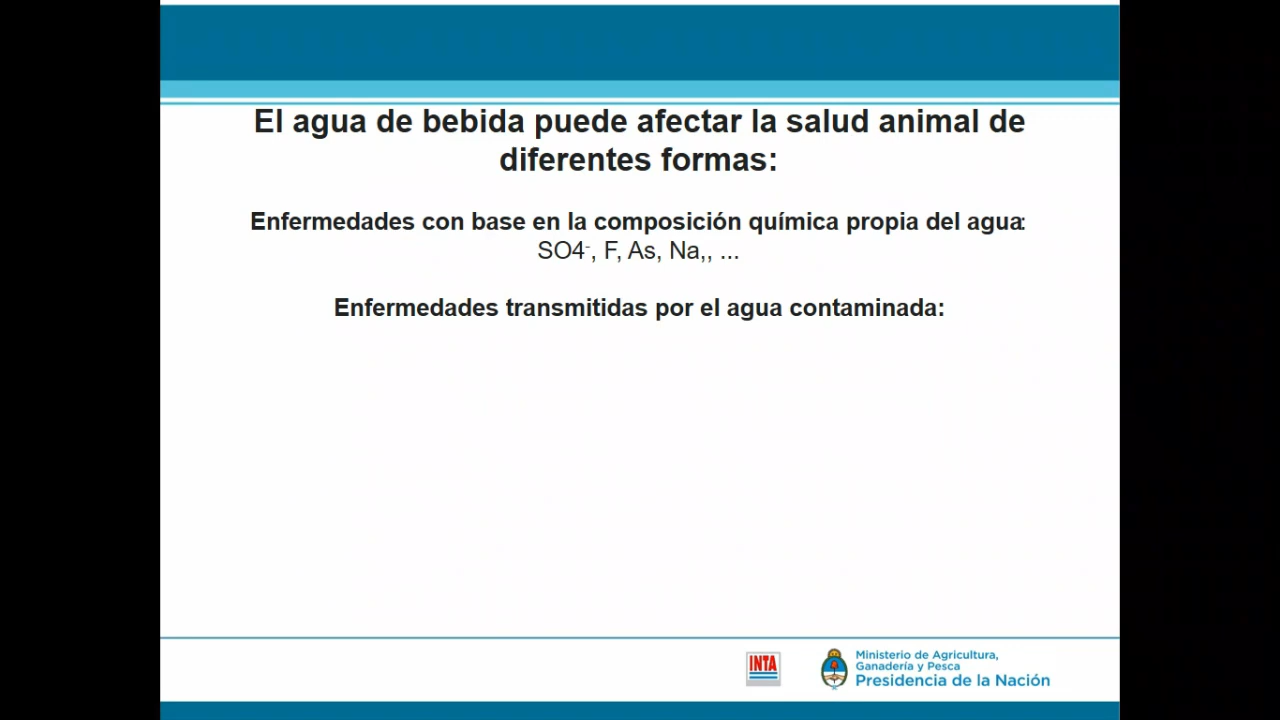 El agua de bebida puede afectar la salud animal de
diferentes formas:
Enfermedades con base en la composición química propia del agua:
SO4⁻, F, As, Na,, ...
Enfermedades transmitidas por el agua contaminada:
INTA
Ministerio de Agricultura,
Ganadería y Pesca
Presidencia de la Nación